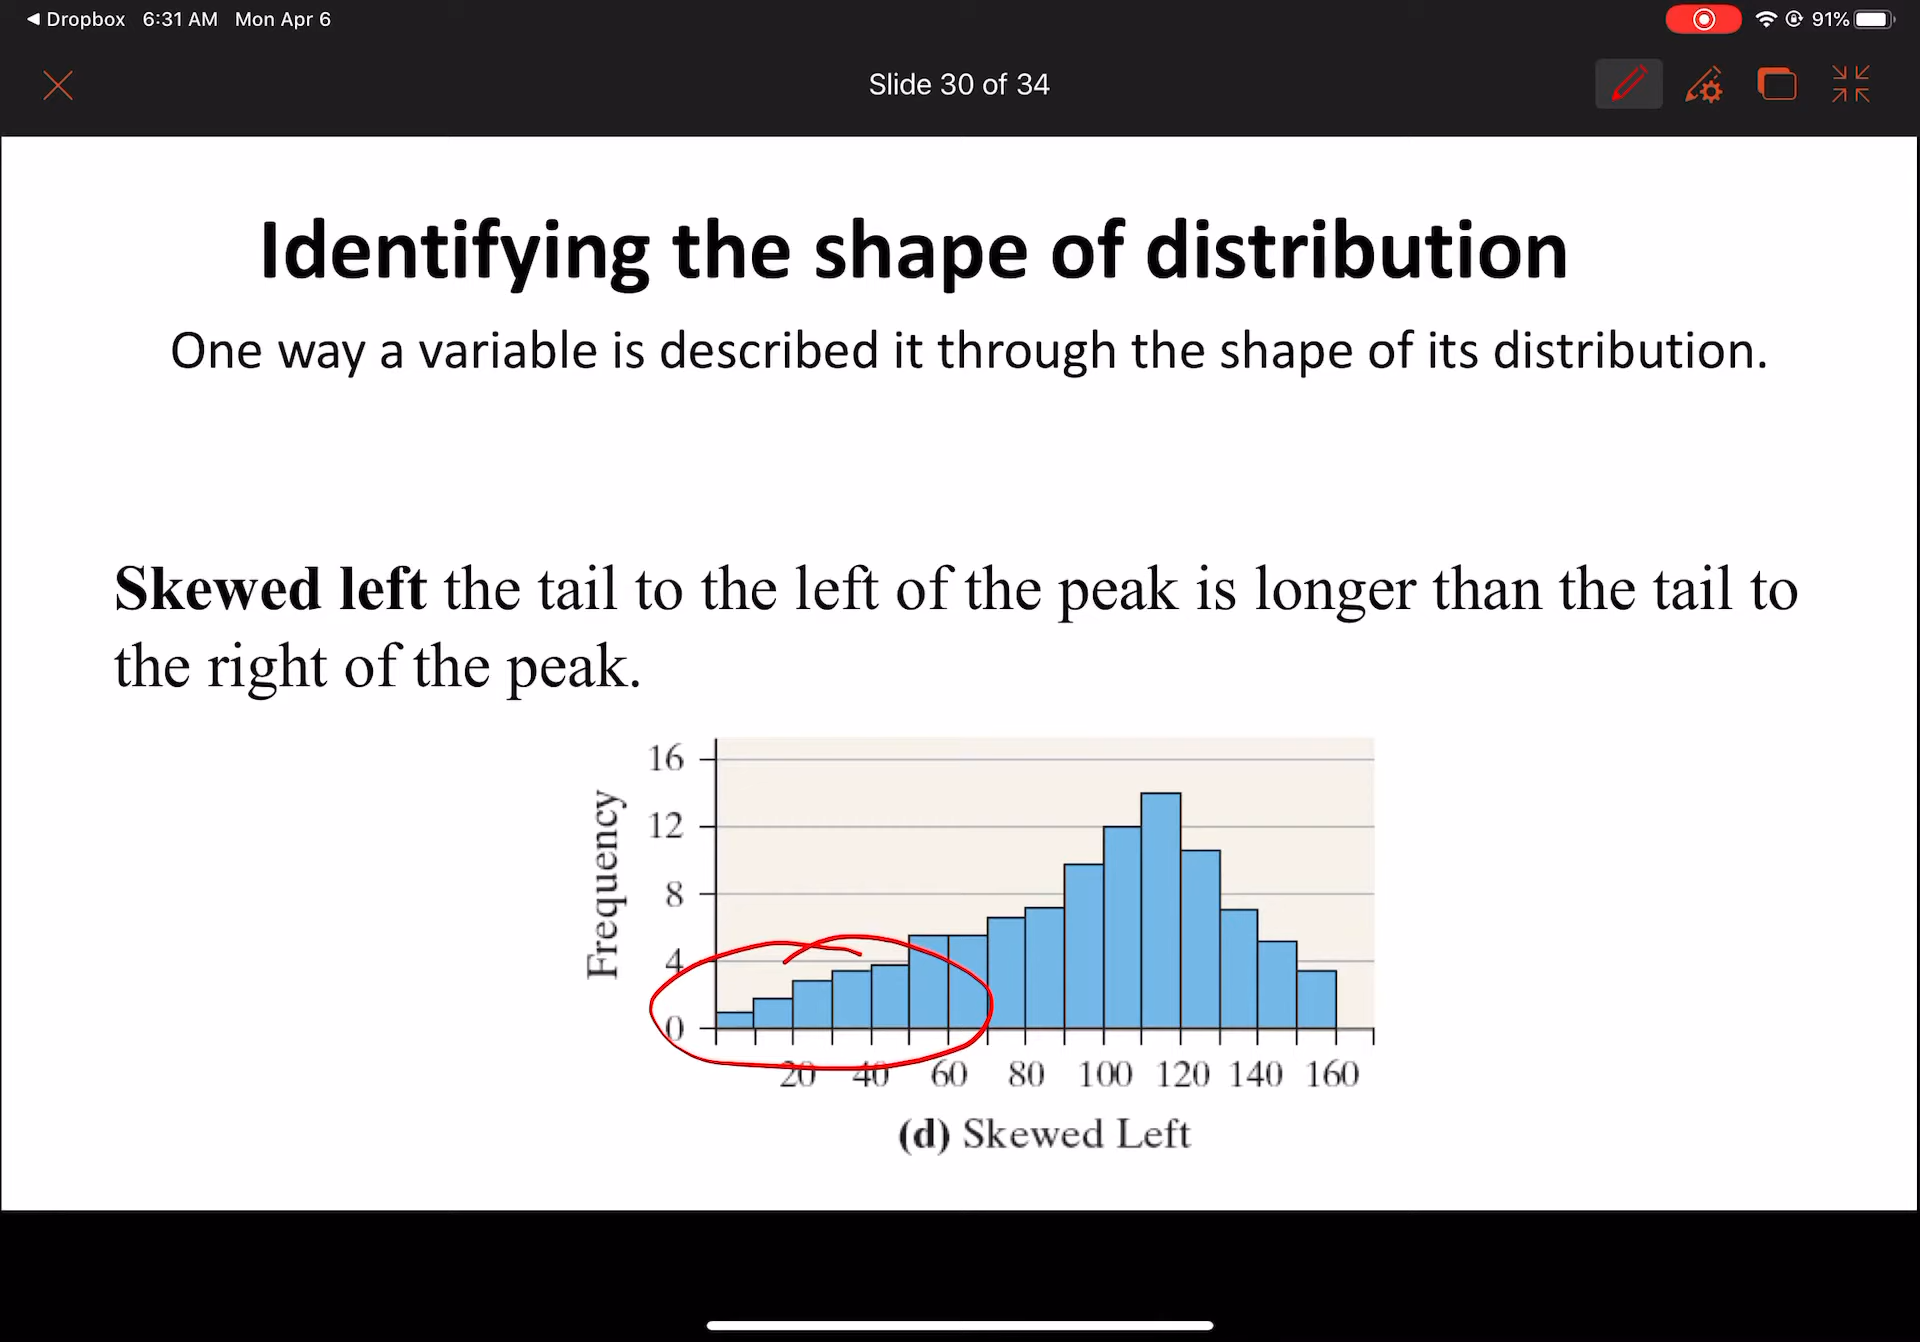 ◀ Dropbox 6:31 AM Mon Apr 6
91%
Slide 30 of 34
Identifying the shape of distribution
One way a variable is described it through the shape of its distribution.
Skewed left the tail to the left of the peak is longer than the tail to
the right of the peak.
Frequency
16
12
8
4
0
20 40 60 80 100 120 140 160
(d) Skewed Left